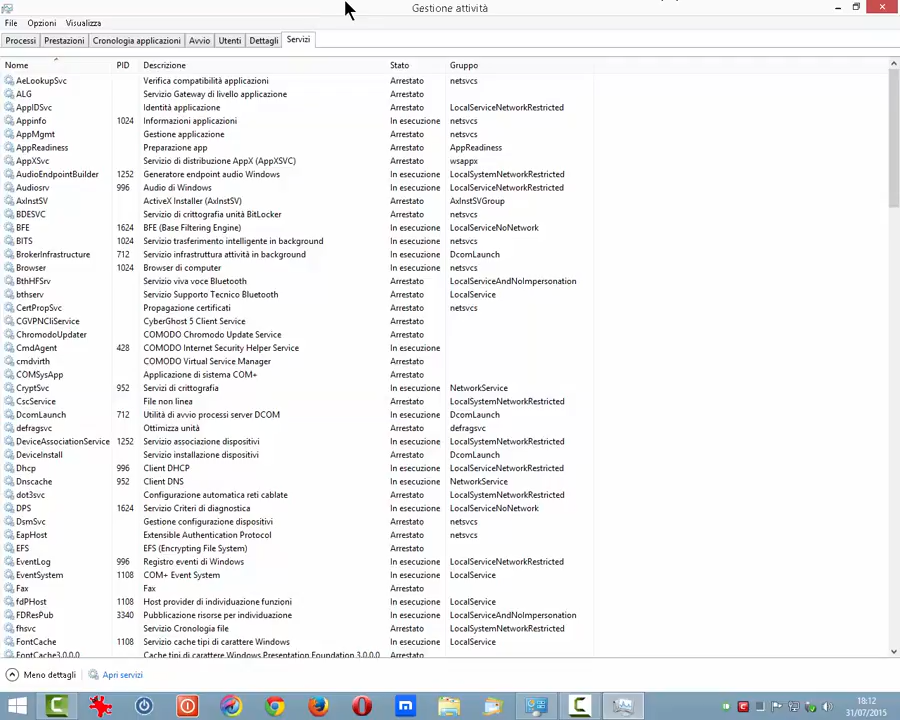 Gestione attività
File Opzioni Visualizza
Processi Prestazioni Cronologia applicazioni Avvio Utenti Dettagli Servizi
Nome PID Descrizione Stato Gruppo
AeLookupSvc Verifica compatibilità applicazioni Arrestato netsvcs
ALG Servizio Gateway di livello applicazione Arrestato
AppIDSvc Identità applicazione Arrestato LocalServiceNetworkRestricted
Appinfo 1024 Informazioni applicazioni In esecuzione netsvcs
AppMgmt Gestione applicazione Arrestato netsvcs
AppReadiness Preparazione app Arrestato AppReadiness
AppXSvc Servizio di distribuzione AppX (AppXSVC) Arrestato wsappx
AudioEndpointBuilder 1252 Generatore endpoint audio Windows In esecuzione LocalSystemNetworkRestricted
Audiosrv 996 Audio di Windows In esecuzione LocalServiceNetworkRestricted
AxInstSV ActiveX Installer (AxInstSV) Arrestato AxInstSVGroup
BDESVC Servizio di crittografia unità BitLocker Arrestato netsvcs
BFE 1624 BFE (Base Filtering Engine) In esecuzione LocalServiceNoNetwork
BITS 1024 Servizio trasferimento intelligente in background In esecuzione netsvcs
BrokerInfrastructure 712 Servizio infrastruttura attività in background In esecuzione DcomLaunch
Browser 1024 Browser di computer In esecuzione netsvcs
BthHFSrv Servizio viva voce Bluetooth Arrestato LocalServiceAndNoImpersonation
bthserv Servizio Supporto Tecnico Bluetooth Arrestato LocalService
CertPropSvc Propagazione certificati Arrestato netsvcs
CGVPNCliService CyberGhost 5 Client Service Arrestato
ChromodoUpdater COMODO Chromodo Update Service Arrestato
CmdAgent 428 COMODO Internet Security Helper Service In esecuzione
cmdvirth COMODO Virtual Service Manager Arrestato
COMSysApp Applicazione di sistema COM+ Arrestato
CryptSvc 952 Servizi di crittografia In esecuzione NetworkService
CscService File non linea Arrestato LocalSystemNetworkRestricted
DcomLaunch 712 Utilità di avvio processi server DCOM In esecuzione DcomLaunch
defragsvc Ottimizza unità Arrestato defragsvc
DeviceAssociationService 1252 Servizio associazione dispositivi In esecuzione LocalSystemNetworkRestricted
DeviceInstall Servizio installazione dispositivi Arrestato DcomLaunch
Dhcp 996 Client DHCP In esecuzione LocalServiceNetworkRestricted
Dnscache 952 Client DNS In esecuzione NetworkService
dot3svc Configurazione automatica reti cablate Arrestato LocalSystemNetworkRestricted
DPS 1624 Servizio Criteri di diagnostica In esecuzione LocalServiceNoNetwork
DsmSvc Gestione configurazione dispositivi Arrestato netsvcs
EapHost Extensible Authentication Protocol Arrestato netsvcs
EFS EFS (Encrypting File System) Arrestato
EventLog 996 Registro eventi di Windows In esecuzione LocalServiceNetworkRestricted
EventSystem 1108 COM+ Event System In esecuzione LocalService
Fax Fax Arrestato
fdPHost 1108 Host provider di individuazione funzioni In esecuzione LocalService
FDResPub 3340 Pubblicazione risorse per individuazione In esecuzione LocalServiceAndNoImpersonation
fhsvc Servizio Cronologia file Arrestato LocalSystemNetworkRestricted
FontCache 1108 Servizio cache tipi di carattere Windows In esecuzione LocalService
FontCache3.0.0.0 Cache tipi di carattere Windows Presentation Foundation 3.0.0.0 Arrestato
Meno dettagli Apri servizi
18:12
31/07/2015